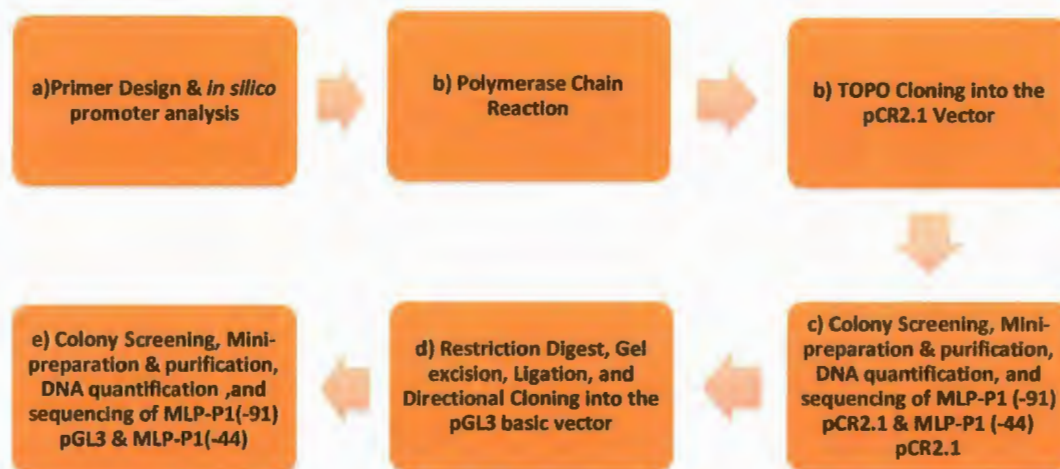 a)Primer Design & in silico
promoter analysis
b) Polymerase Chain
Reaction
b) TOPO Cloning into the
pCR2.1 Vector
c) Colony Screening, Mini-
preparation & purification,
DNA quantification, and
sequencing of MLP-P1 (-91)
pCR2.1 & MLP-P1 (-44)
pCR2.1
d) Restriction Digest, Gel
excision, Ligation, and
Directional Cloning into the
pGL3 basic vector
e) Colony Screening, Mini-
preparation & purification,
DNA quantification ,and
sequencing of MLP-P1(-91)
pGL3 & MLP-P1(-44)